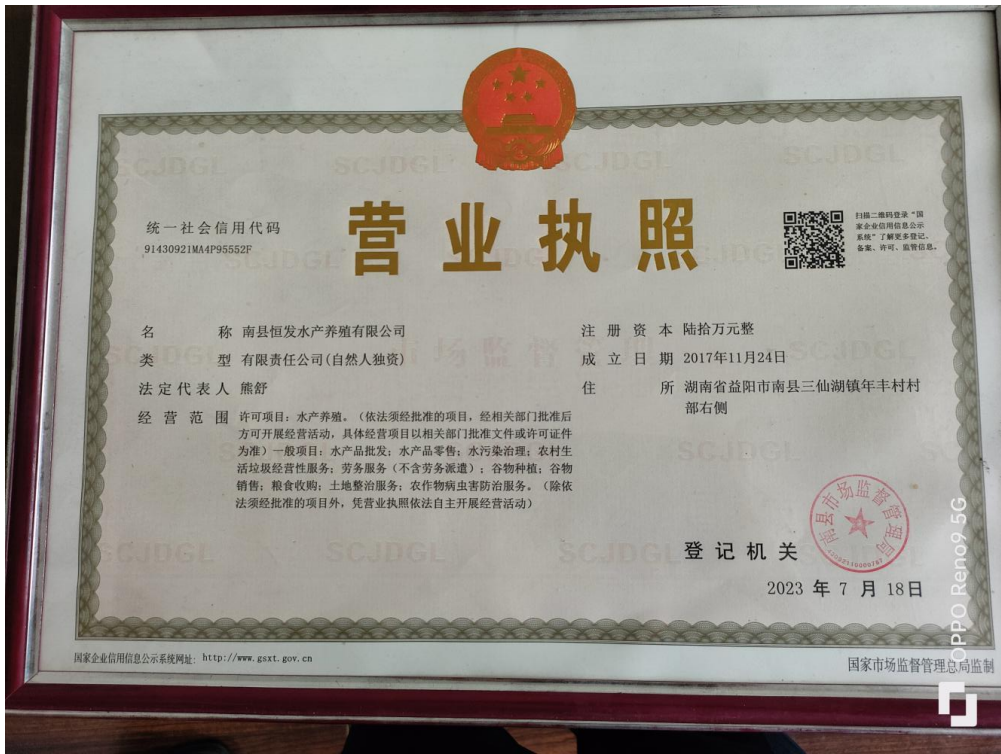 营业执照
统一社会信用代码
91430921MA4P95552F
扫描二维码登录“国
家企业信用信息公示
系统”了解更多登记、
备案、许可、监管信息。
名称 南县恒发水产养殖有限公司
类型 有限责任公司(自然人独资)
法定代表人 熊舒
经营范围 许可项目：水产养殖。（依法须经批准的项目，经相关部门批准后
方可开展经营活动，具体经营项目以相关部门批准文件或许可证件
为准）一般项目：水产品批发；水产品零售；水污染治理；农村生
活垃圾经营性服务；劳务服务（不含劳务派遣）；谷物种植；谷物
销售；粮食收购；土地整治服务；农作物病虫害防治服务。（除依
法须经批准的项目外，凭营业执照依法自主开展经营活动）
注册资本 陆拾万元整
成立日期 2017年11月24日
住所 湖南省益阳市南县三仙湖镇年丰村村
部右侧
南县市场监督管理局
登记机关
2023 年 7 月 18日
国家企业信用信息公示系统网址：http://www.gsxt.gov.cn
国家市场监督管理总局监制
SCJDGL
市场监督管理
OPPO Reno9 5G